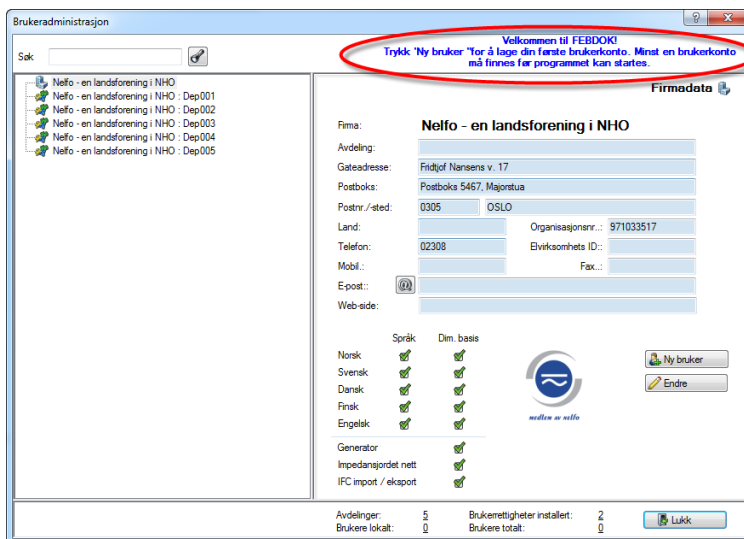 Brukeradministrasjon
Søk
Velkommen til FEBDOK!
Trykk 'Ny bruker "for å lage din første brukerkonto. Minst en brukerkonto
må finnes før programmet kan startes.
Nelfo - en landsforening i NHO
Nelfo - en landsforening i NHO : Dep001
Nelfo - en landsforening i NHO : Dep002
Nelfo - en landsforening i NHO : Dep003
Nelfo - en landsforening i NHO : Dep004
Nelfo - en landsforening i NHO : Dep005
Firmadata
Firma: Nelfo - en landsforening i NHO
Avdeling:
Gateadresse: Fridtjof Nansens v. 17
Postboks: Postboks 5467, Majorstua
Postnr./-sted: 0305 OSLO
Land: Organisasjonsnr..: 971033517
Telefon: 02308 Elvirksomhets ID::
Mobil.: Fax..:
E-post::
Web-side:
Språk Dim. basis
Norsk
Svensk
Dansk
Finsk
Engelsk
Generator
Impedansjordet nett
IFC import / eksport
medlem av nelfo
Ny bruker
Endre
Avdelinger: 5 Brukerrettigheter installert: 2
Brukere lokalt: 0 Brukere totalt: 0
Lukk